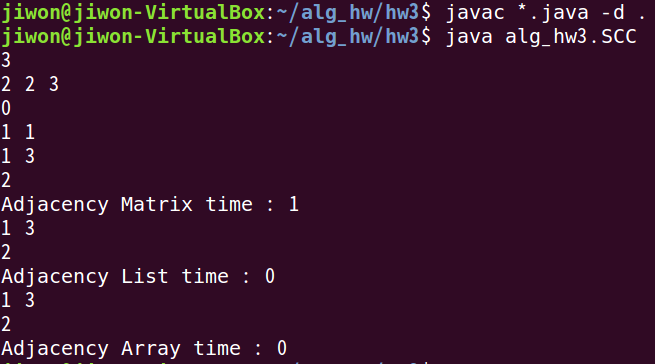 jiwon@jiwon-VirtualBox:~/alg_hw/hw3$ javac *.java -d .
jiwon@jiwon-VirtualBox:~/alg_hw/hw3$ java alg_hw3.SCC
3
2 2 3
0
1 1
1 3
2
Adjacency Matrix time : 1
1 3
2
Adjacency List time : 0
1 3
2
Adjacency Array time : 0